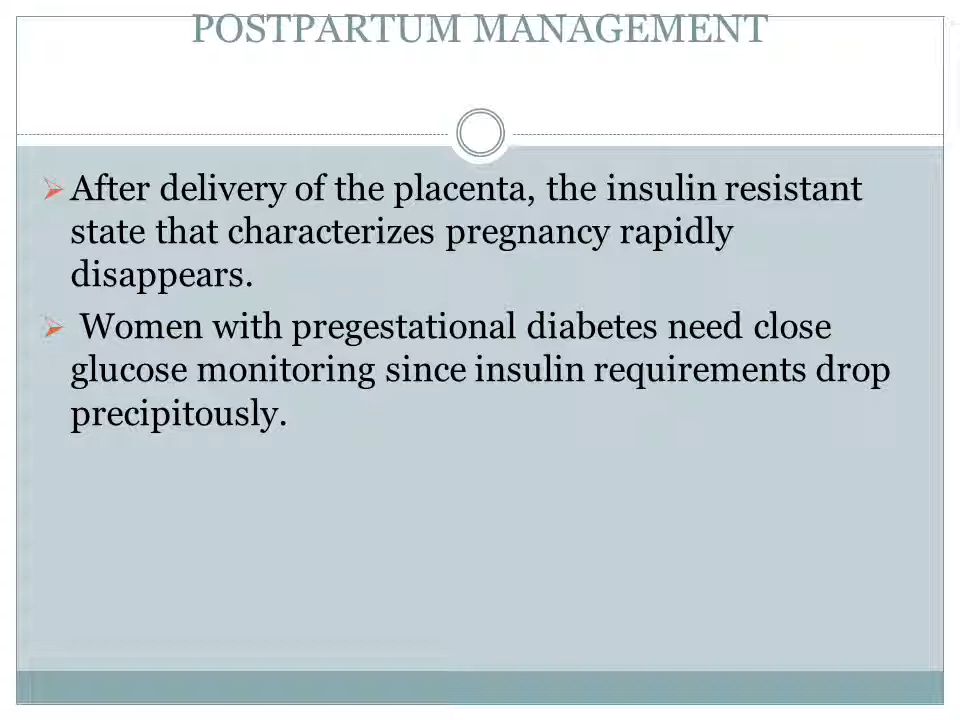 POSTPARTUM MANAGEMENT
After delivery of the placenta, the insulin resistant
state that characterizes pregnancy rapidly
disappears.
Women with pregestational diabetes need close
glucose monitoring since insulin requirements drop
precipitously.